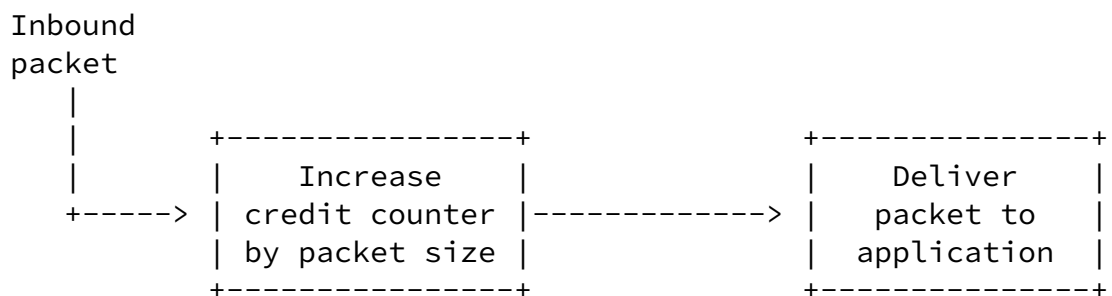 Inbound
packet
Increase
credit counter
by packet size
Deliver
packet to
application